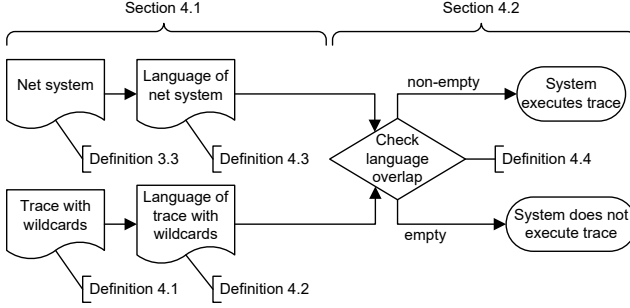 Section 4.1
Section 4.2
Net system
Language of
net system
non-empty
System
executes trace
Definition 3.3
Definition 4.3
Check
language
overlap
Definition 4.4
Trace with
wildcards
Language of
trace with
wildcards
empty
System does not
execute trace
Definition 4.1
Definition 4.2